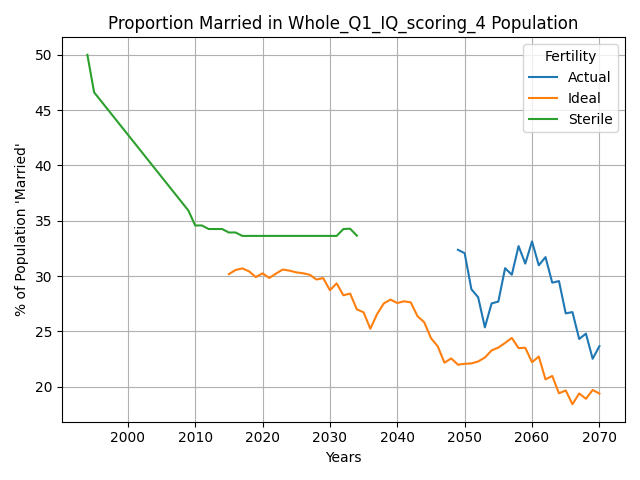 Proportion Married in Whole_Q1_IQ_scoring_4 Population
% of Population 'Married'
50
45
40
35
30
25
20
Fertility
Actual
Ideal
Sterile
2000
2010
2020
2030
2040
2050
2060
2070
Years